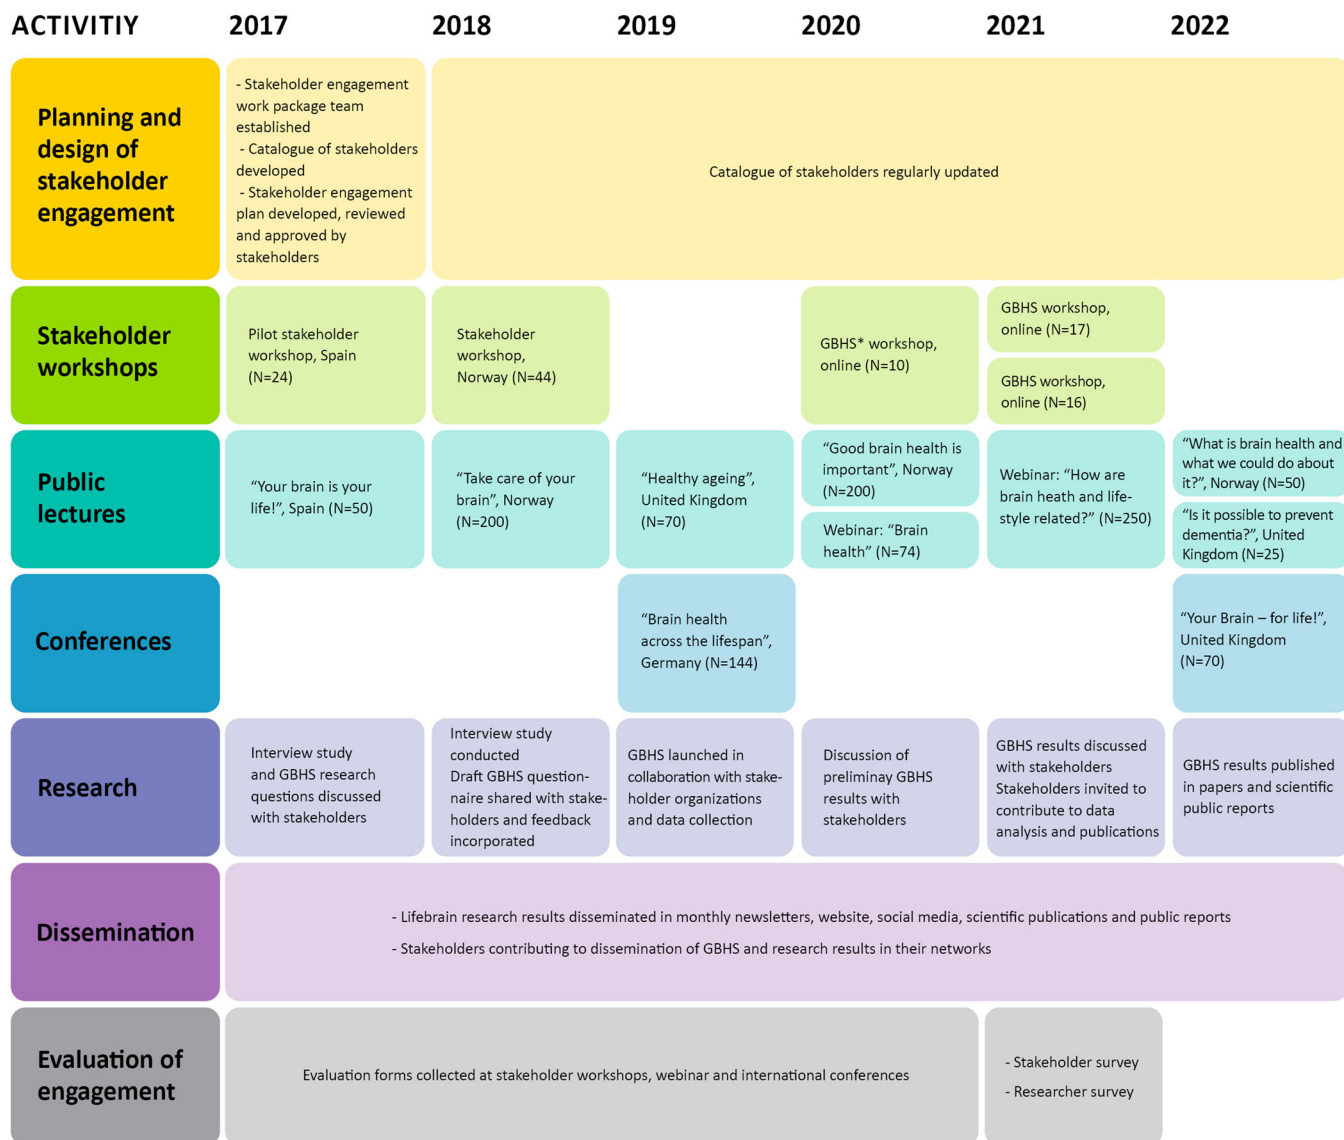 ACTIVITIY 2017 2018 2019 2020 2021 2022
Planning and
design of
stakeholder
engagement
- Stakeholder engagement
work package team
established
- Catalogue of stakeholders
developed
- Stakeholder engagement
plan developed, reviewed
and approved by
stakeholders
Catalogue of stakeholders regularly updated
Stakeholder
workshops
Pilot stakeholder
workshop, Spain
(N=24)
Stakeholder
workshop,
Norway (N=44)
GBHS* workshop,
online (N=10)
GBHS workshop,
online (N=17)
GBHS workshop,
online (N=16)
Public
lectures
“Your brain is your
life!”, Spain (N=50)
“Take care of your
brain”, Norway
(N=200)
“Healthy ageing”,
United Kingdom
(N=70)
“Good brain health is
important”, Norway
(N=200)
Webinar: “Brain
health” (N=74)
Webinar: “How are
brain heath and life-
style related?” (N=250)
“What is brain health and
what we could do about
it?”, Norway (N=50)
“Is it possible to prevent
dementia?”, United
Kingdom (N=25)
Conferences
“Brain health
across the lifespan”,
Germany (N=144)
“Your Brain – for life!”,
United Kingdom
(N=70)
Research
Interview study
and GBHS research
questions discussed
with stakeholders
Interview study
conducted
Draft GBHS question-
naire shared with stake-
holders and feedback
incorporated
GBHS launched in
collaboration with stake-
holder organizations
and data collection
Discussion of
preliminay GBHS
results with
stakeholders
GBHS results discussed
with stakeholders
Stakeholders invited to
contribute to data
analysis and publications
GBHS results published
in papers and scientific
public reports
Dissemination
- Lifebrain research results disseminated in monthly newsletters, website, social media, scientific publications and public reports
- Stakeholders contributing to dissemination of GBHS and research results in their networks
Evaluation of
engagement
Evaluation forms collected at stakeholder workshops, webinar and international conferences
- Stakeholder survey
- Researcher survey